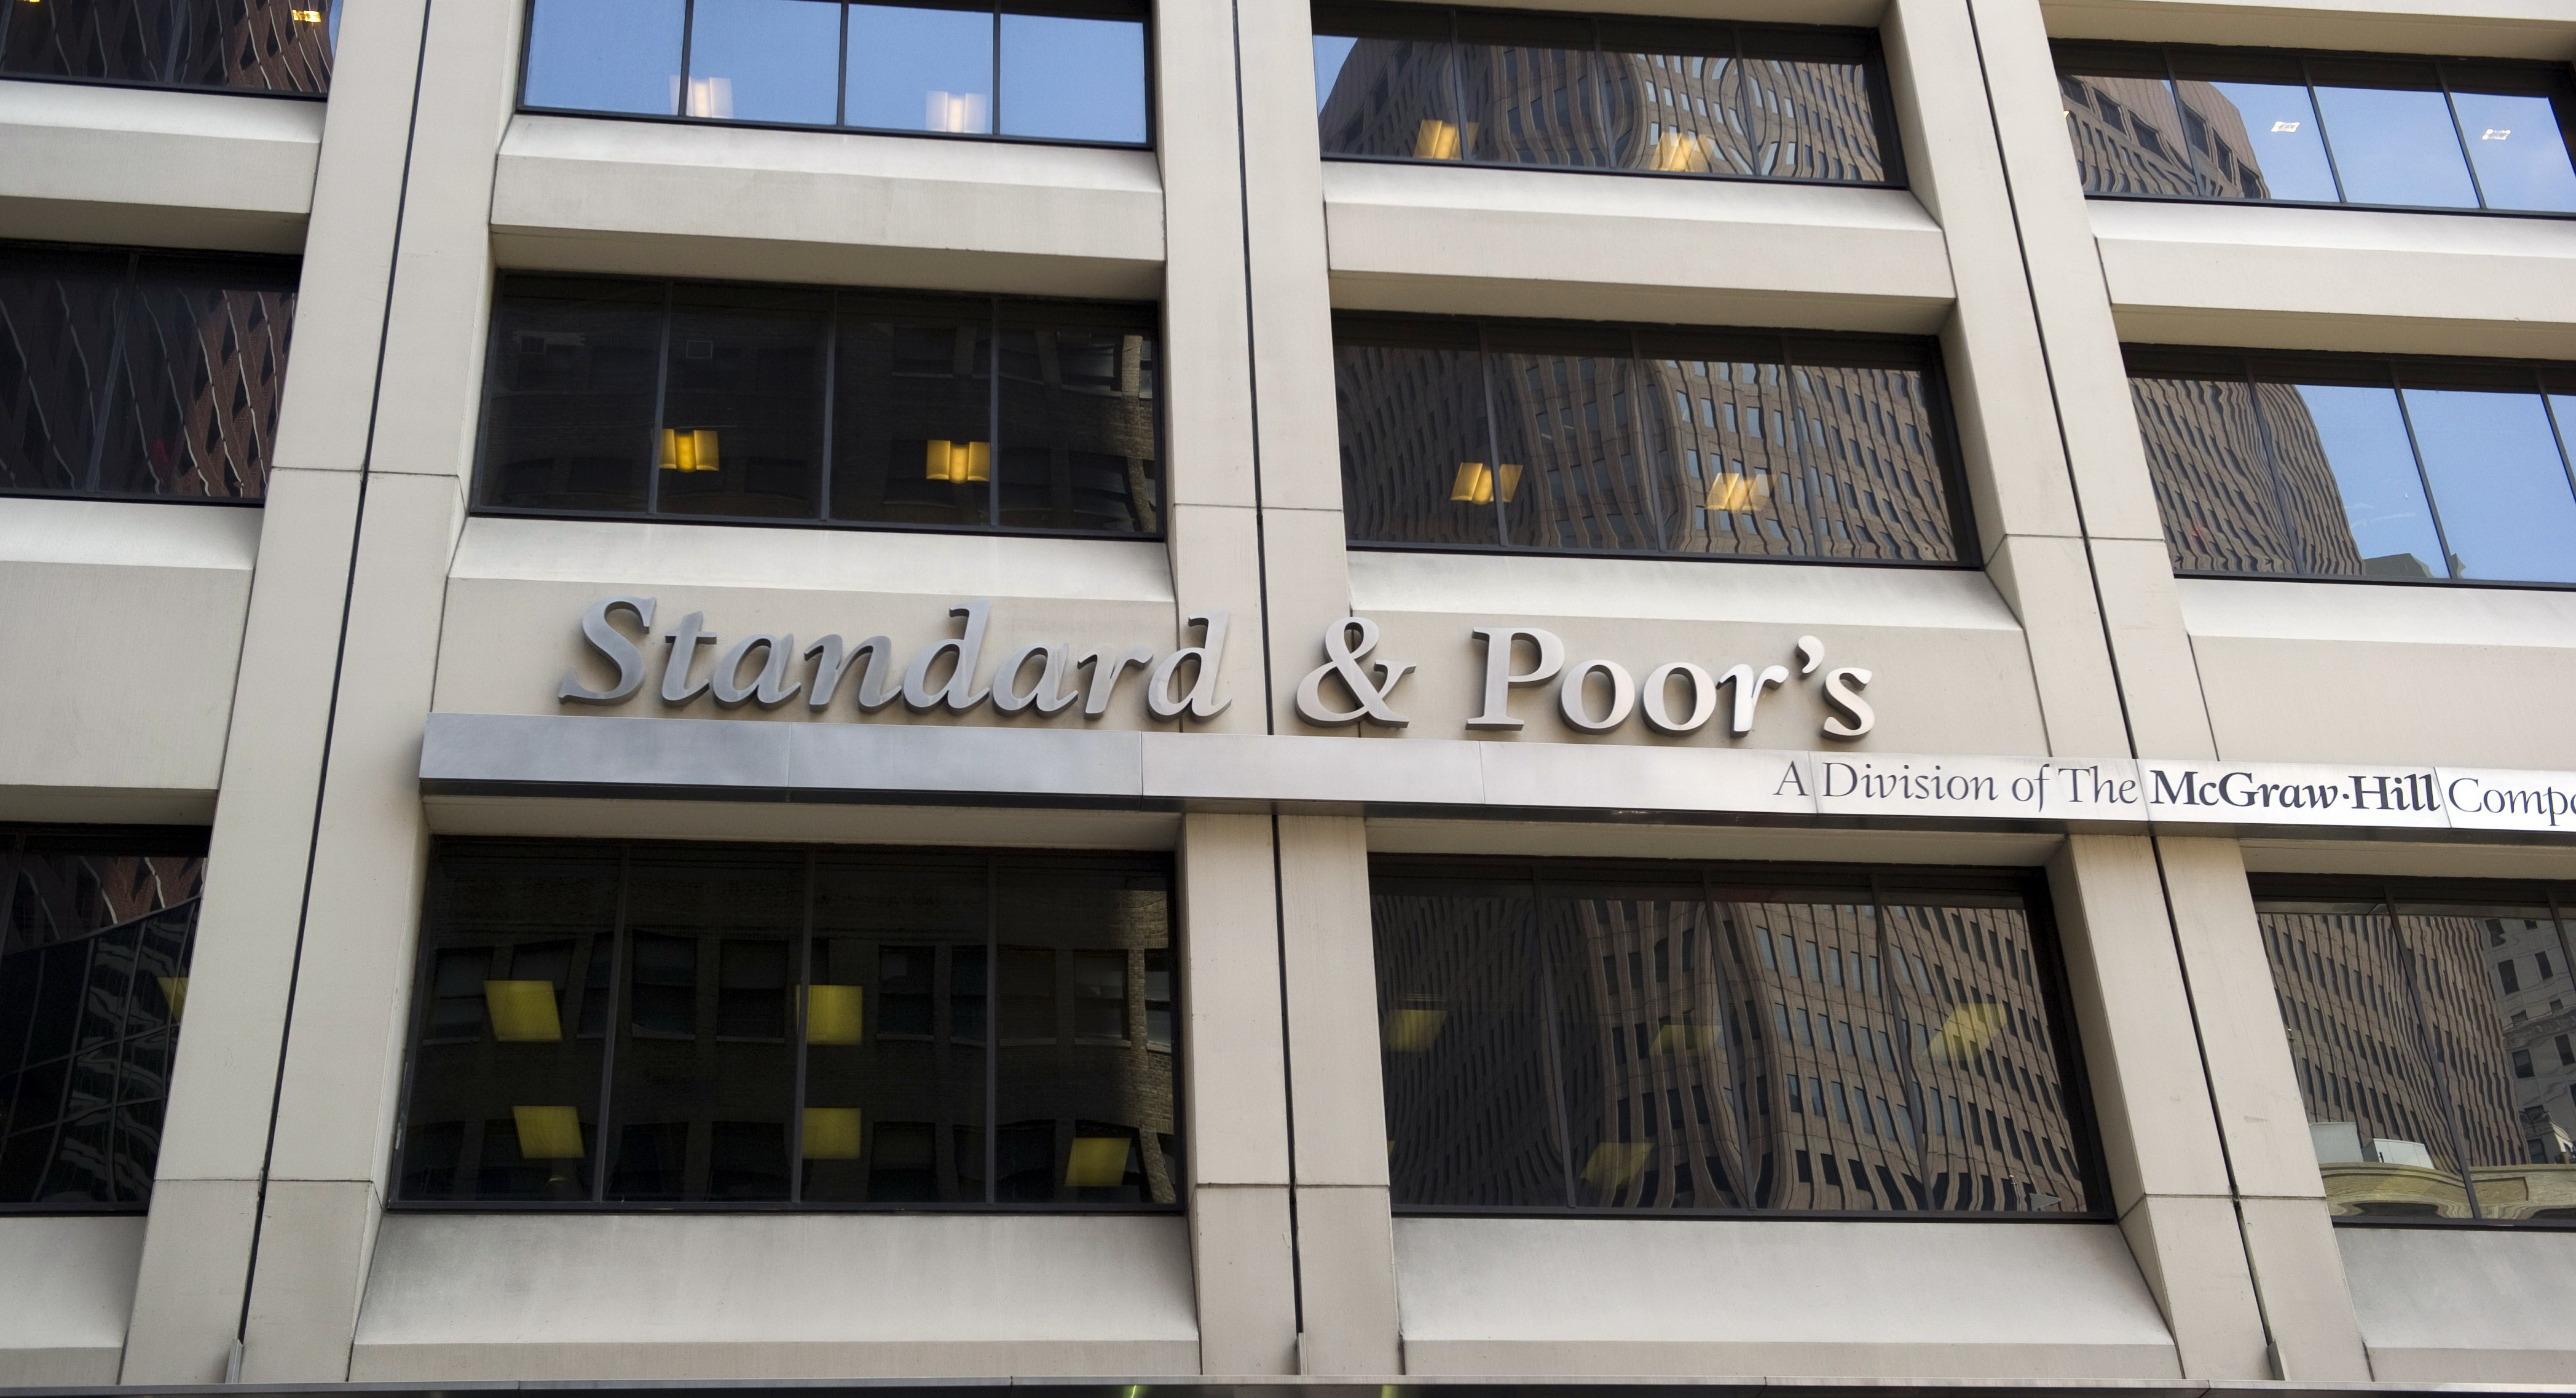 Standard & Poor's
A Division of The McGraw·Hill